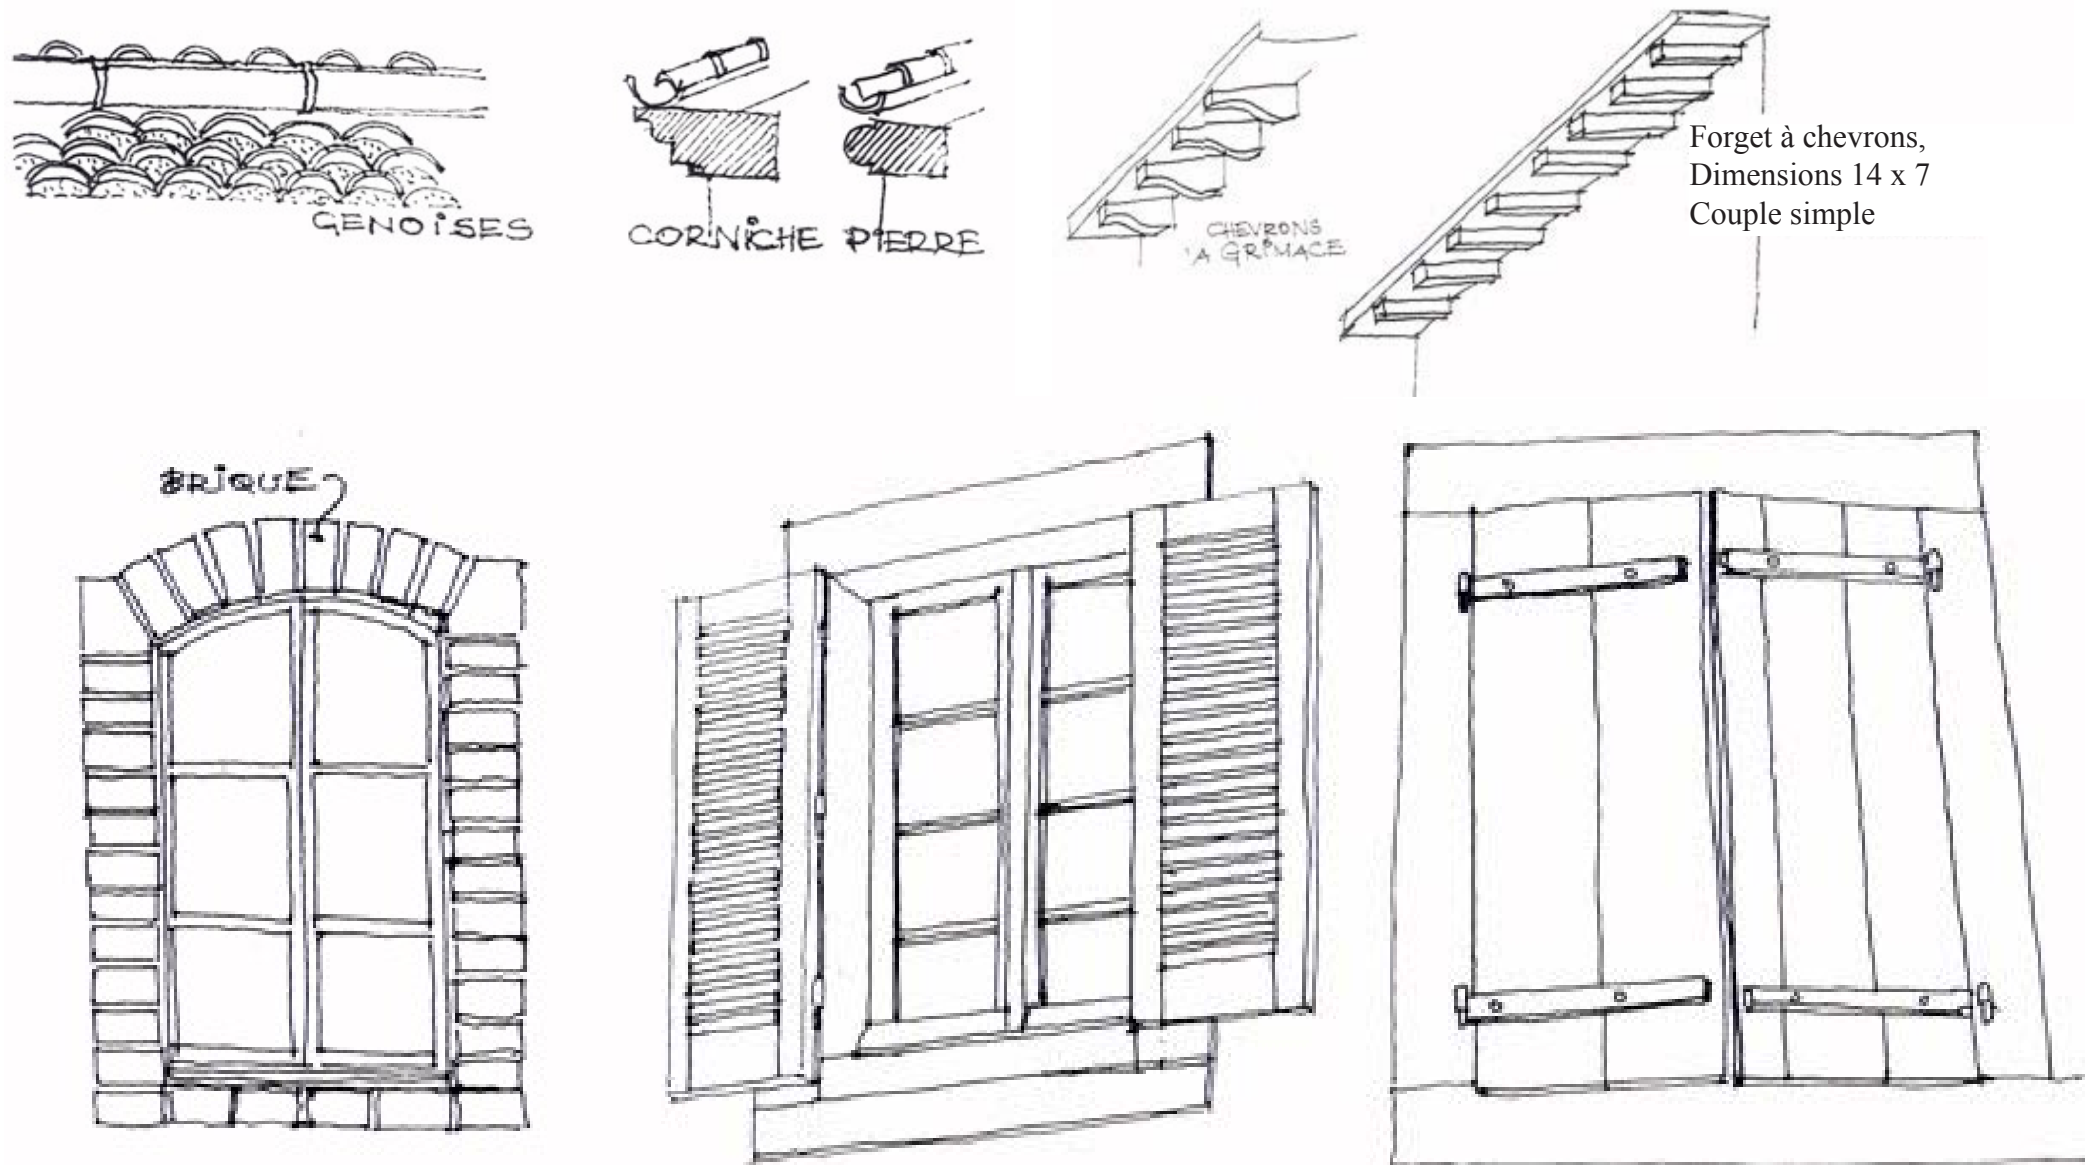 GENOiSES
CORNiCHE PiERRE
CHEVRONS
A GRiMACE
Forget à chevrons,
Dimensions 14 x 7
Couple simple
BRiQUE